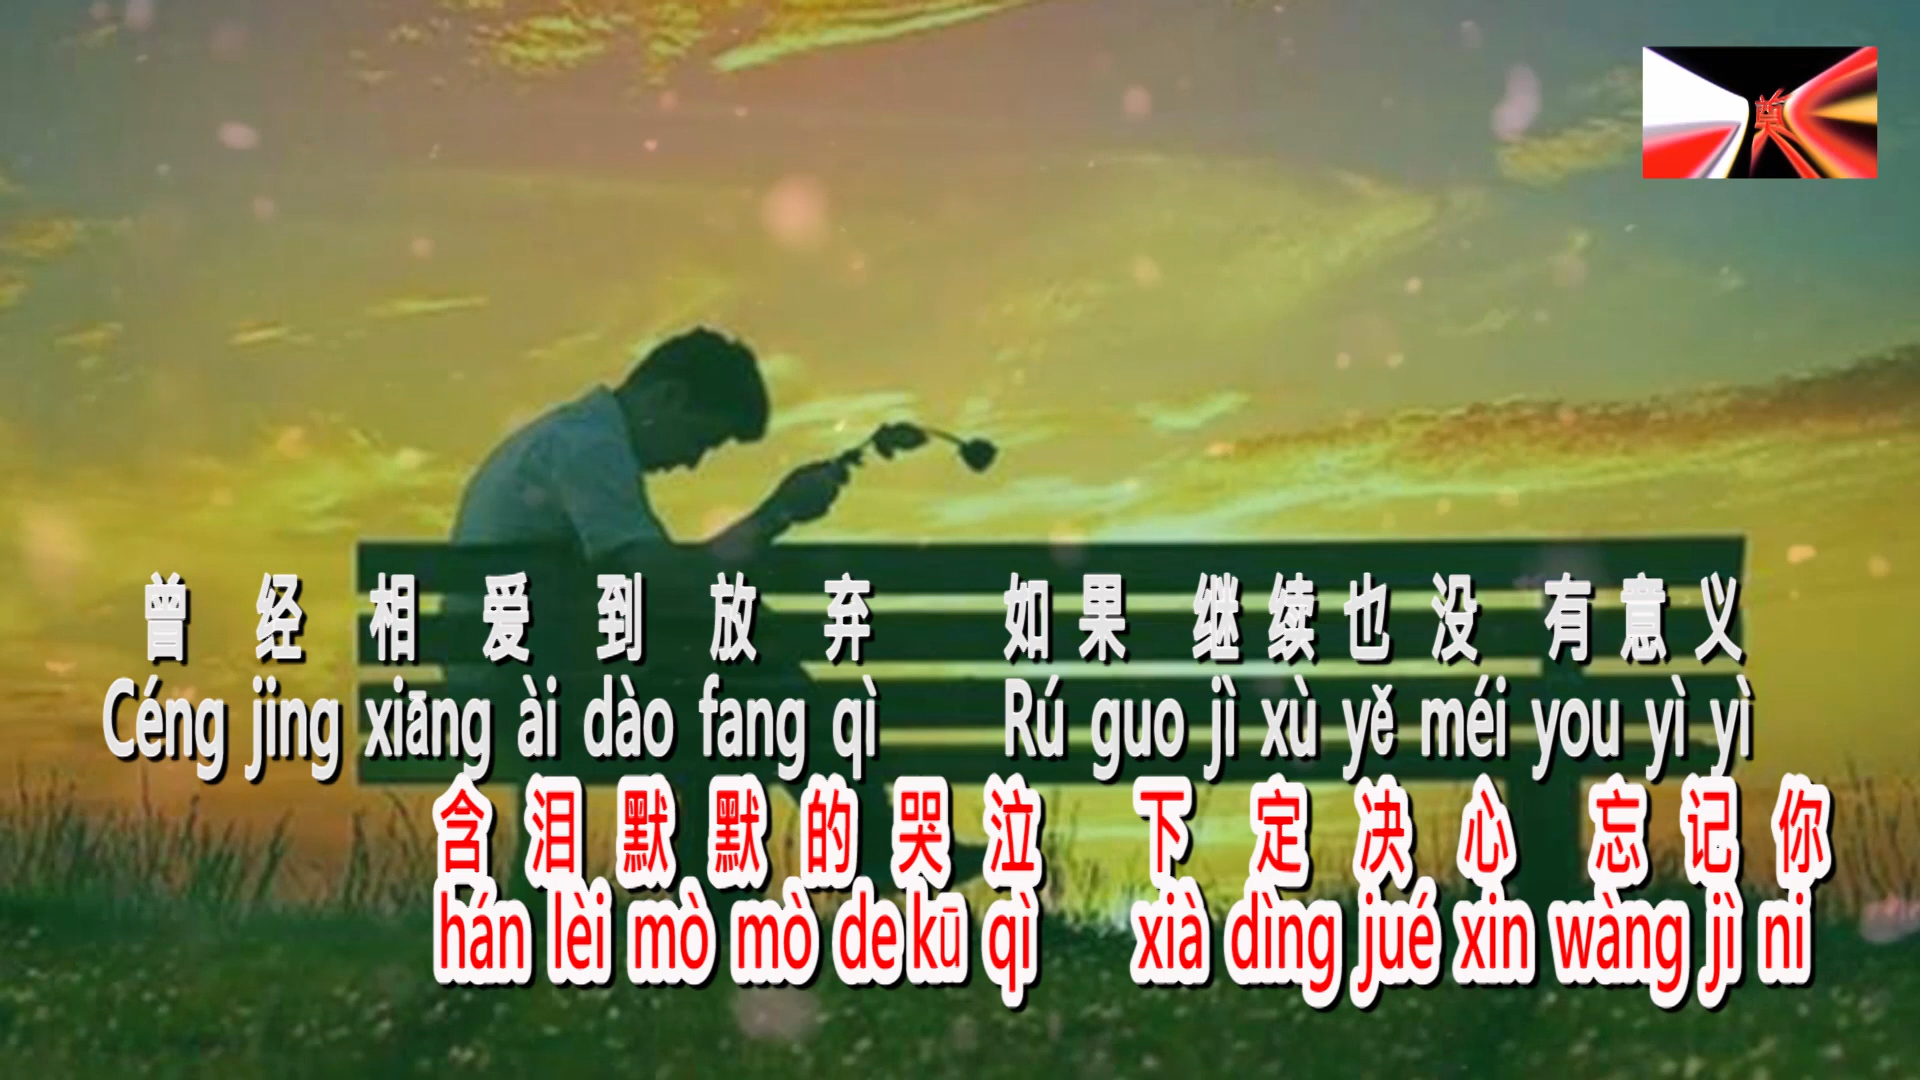 奠
曾经相爱到放弃 如果继续也没有意义
Céng jing xiāng ài dào fang qì Rú guo jì xù yě méi you yì yì
含泪默默的哭泣 下定决心忘记你
hán lèi mò mò de kū qì xià dìng jué xin wàng jì ni